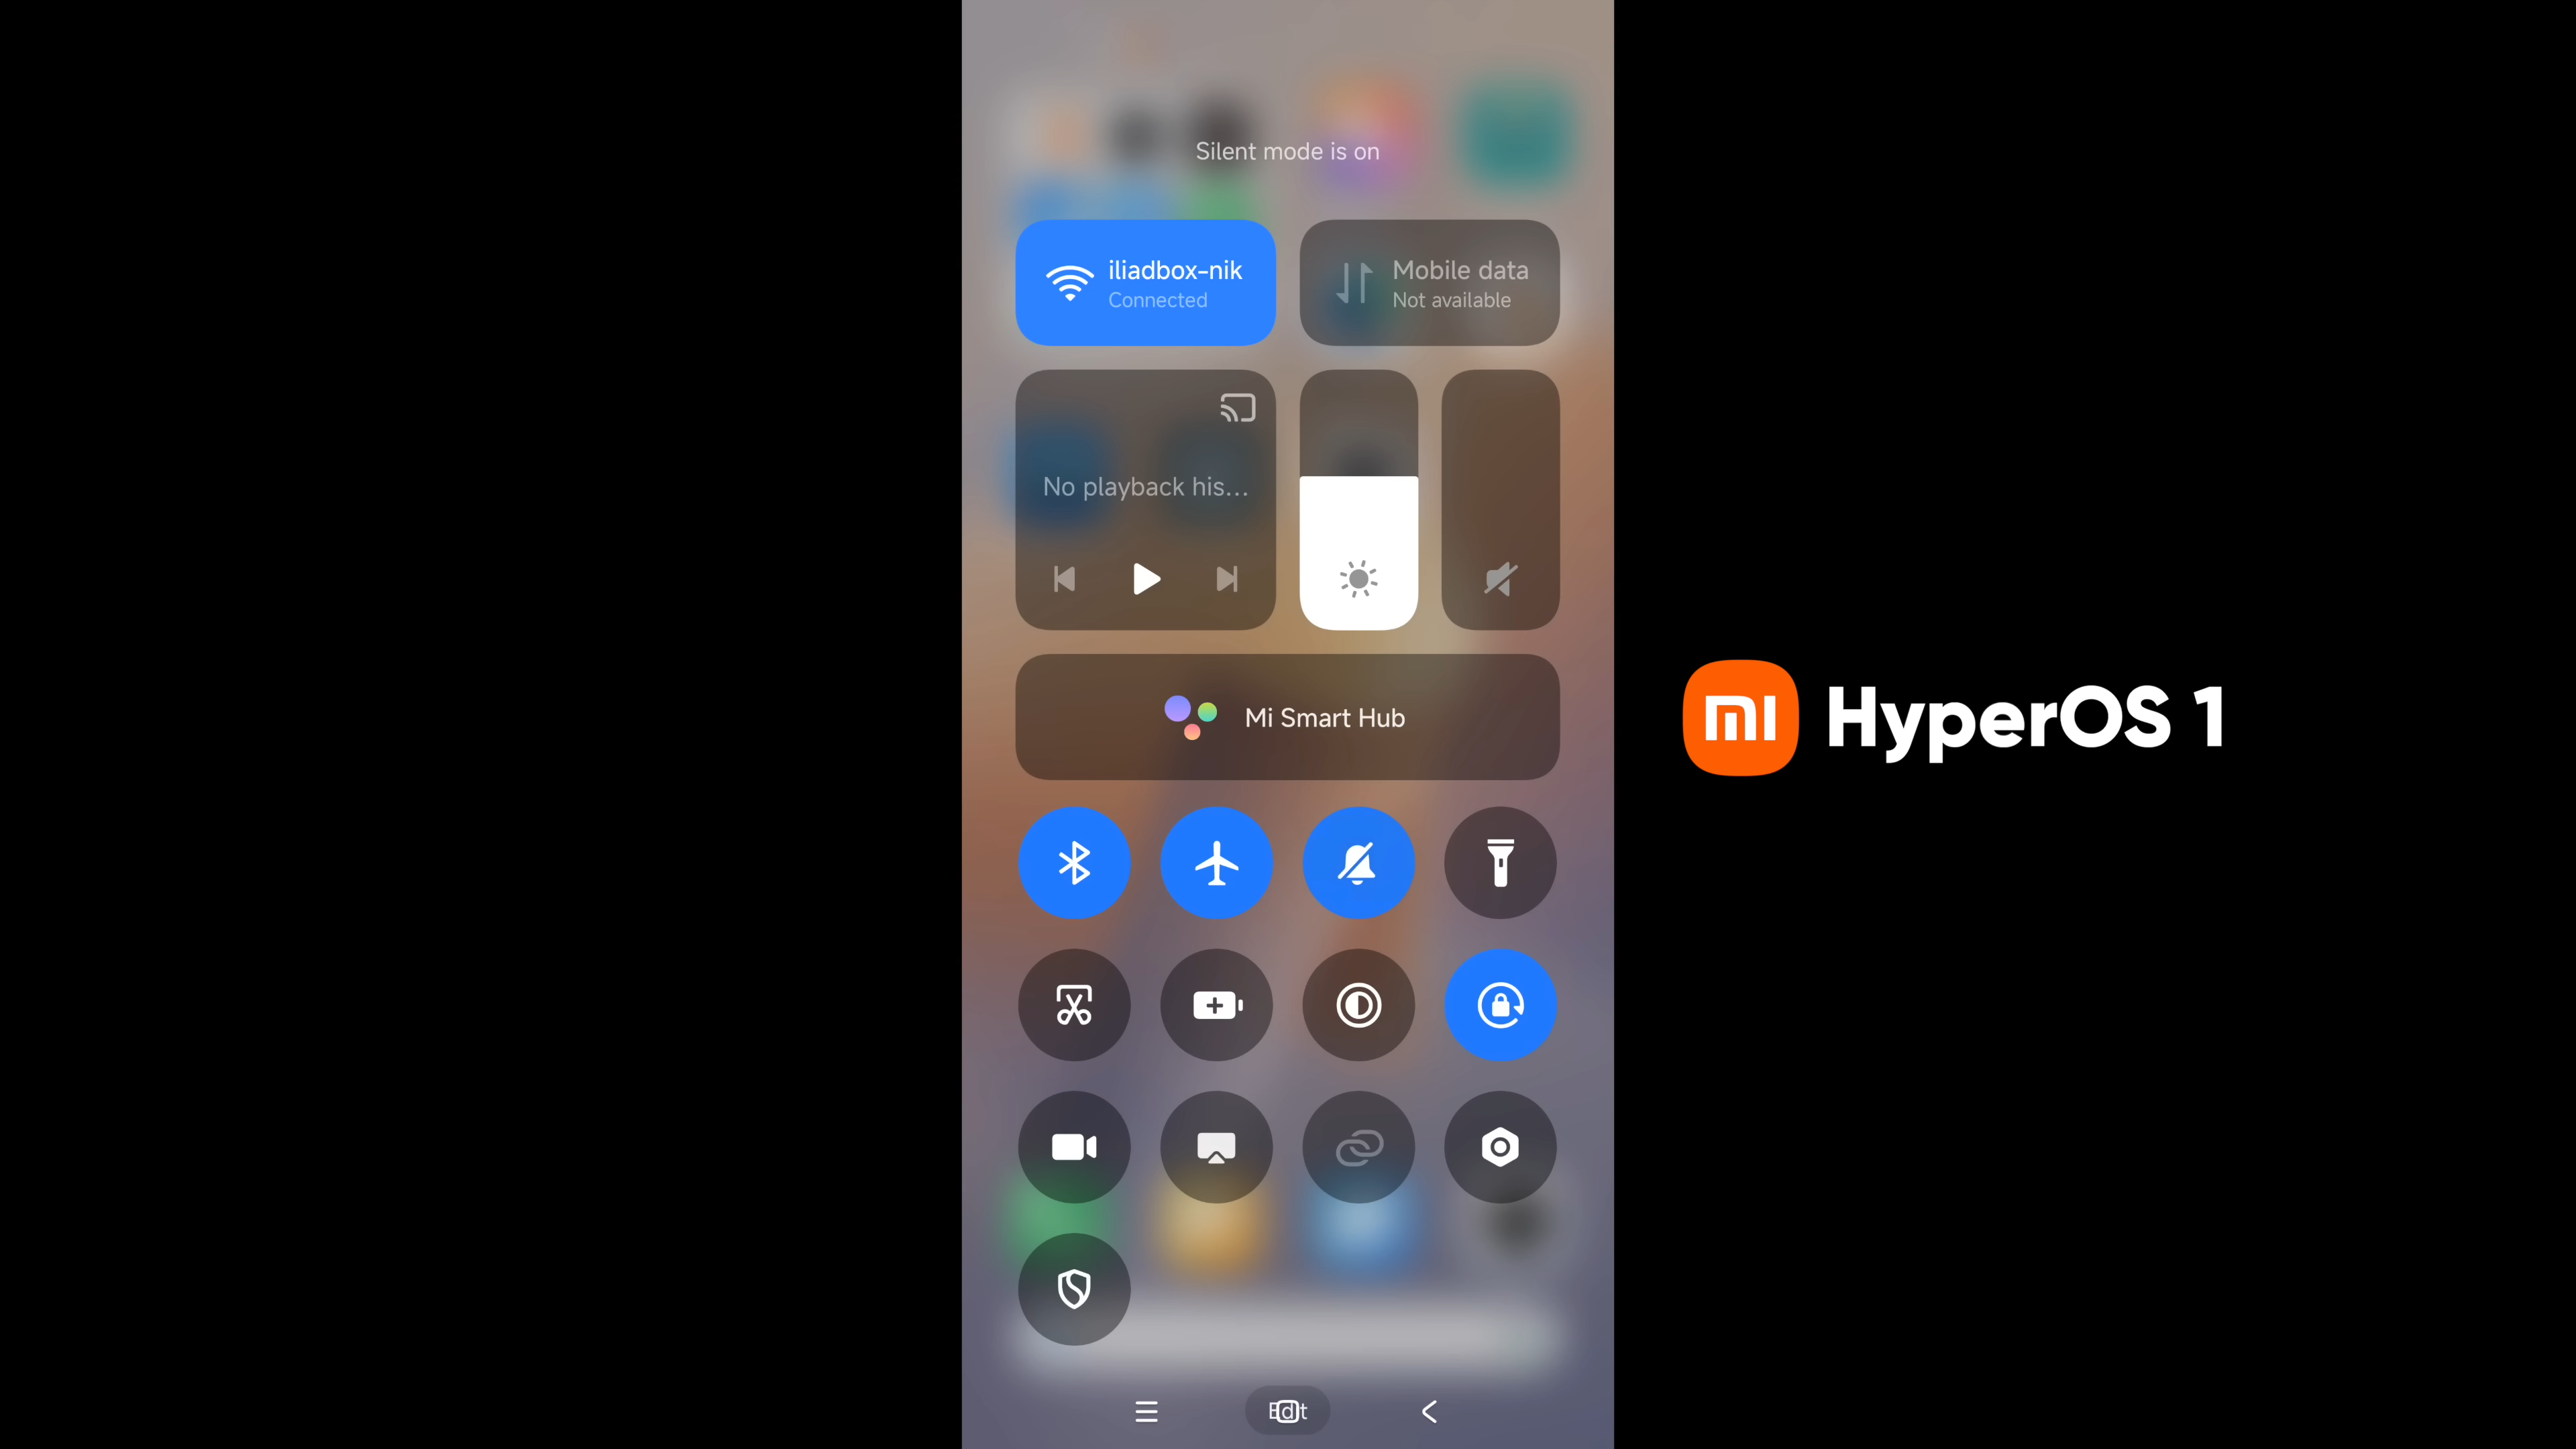 Silent mode is on
iliadbox-nik
Connected
Mobile data
Not available
No playback his...
Mi Smart Hub
mi HyperOS 1
Edit